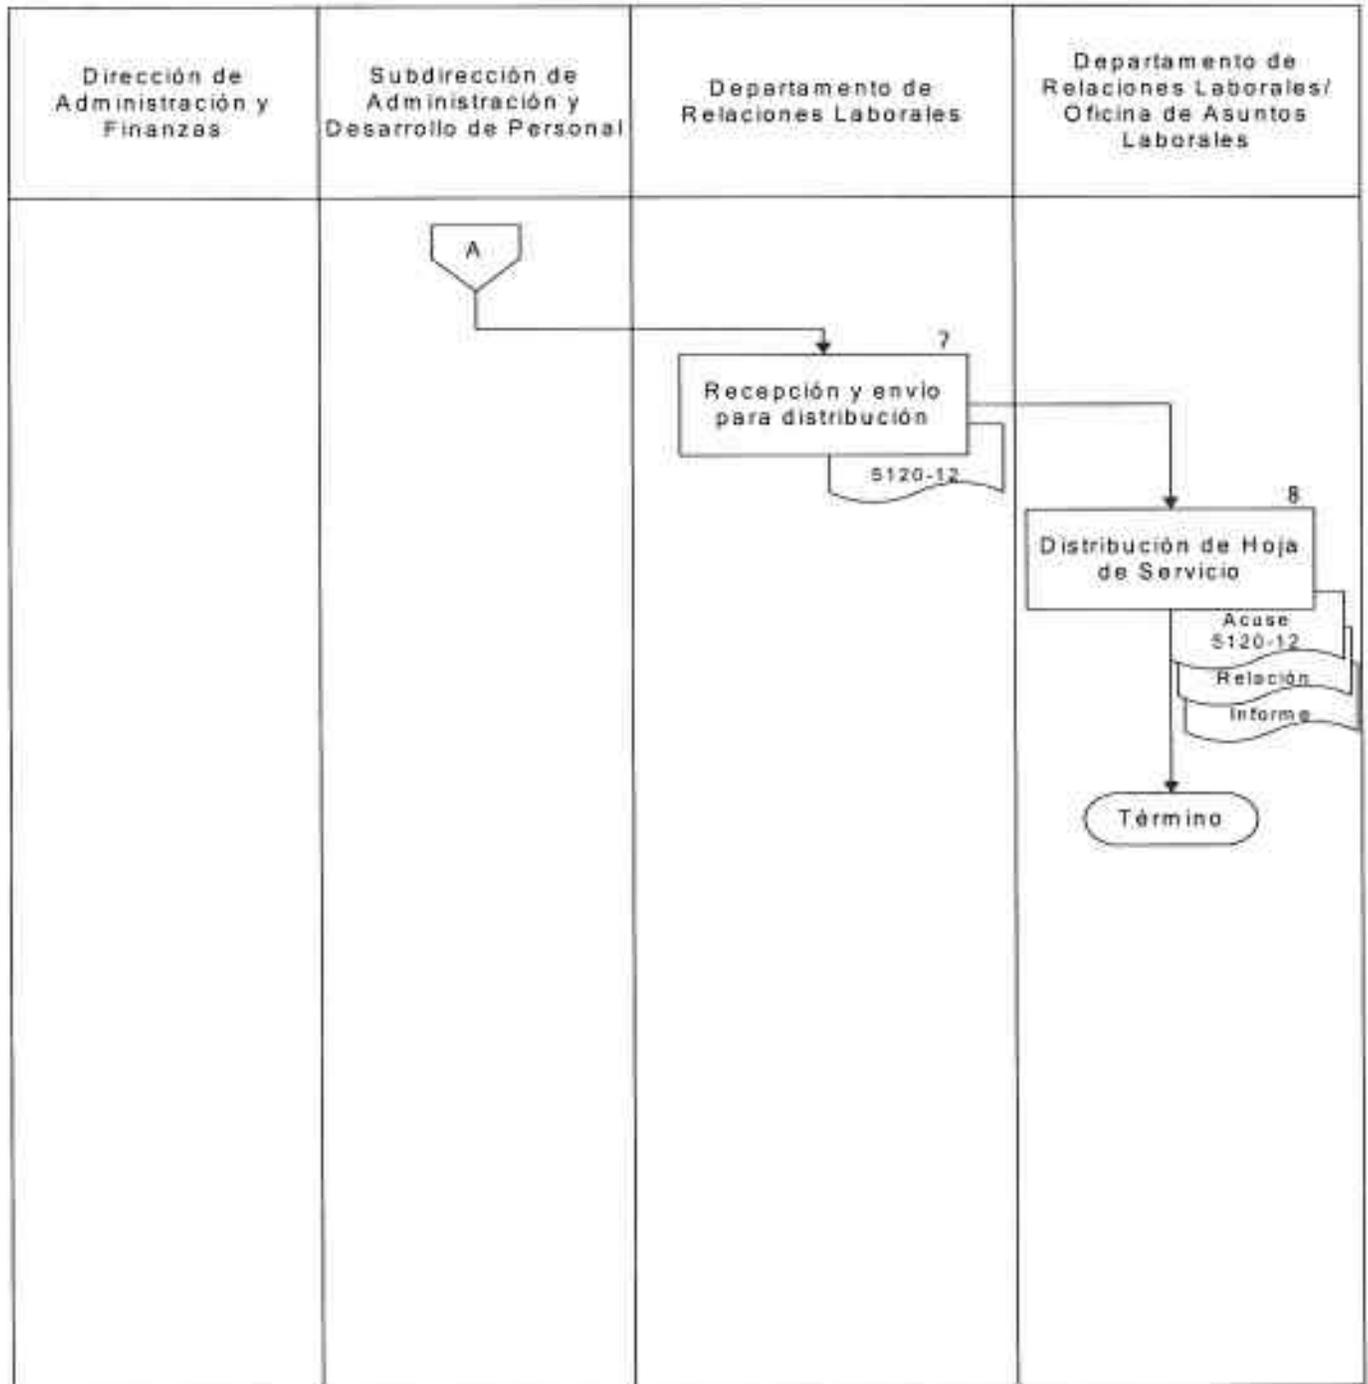 Dirección de
Administración y
Finanzas
Subdirección de
Administración y
Desarrollo de Personal
Departamento de
Relaciones Laborales
Departamento de
Relaciones Laborales/
Oficina de Asuntos
Laborales
A
7
Recepción y envío
para distribución
5120-12
8
Distribución de Hoja
de Servicio
Acuse
5120-12
Relación
Informe
Término